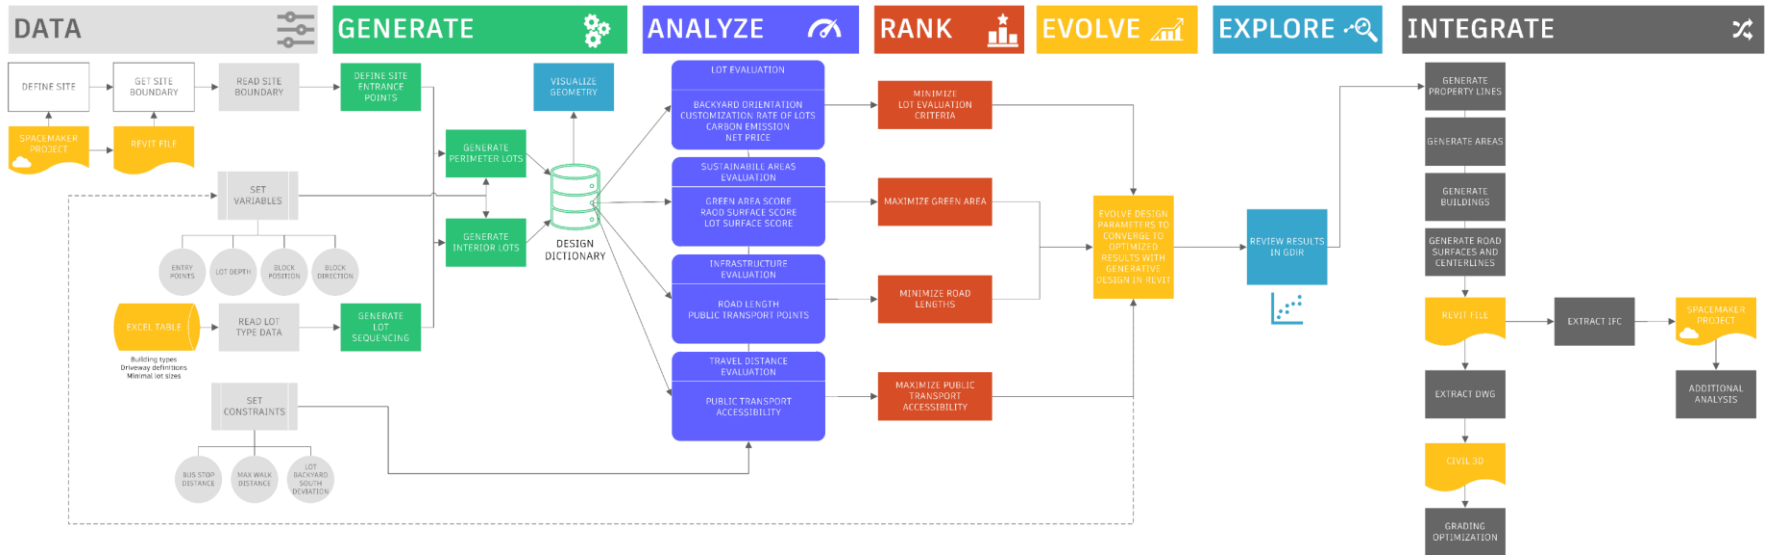 DATA
GENERATE
ANALYZE
RANK
EVOLVE
EXPLORE
INTEGRATE
DEFINE SITE
GET SITE
BOUNDARY
READ SITE
BOUNDARY
DEFINE SITE
ENTRANCE
POINTS
SPACEMAKER
PROJECT
REVIT FILE
SET
VARIABLES
ENTRY
POINTS
LOT DEPTH
BLOCK
POSITION
BLOCK
DIRECTION
EXCEL TABLE
Building types
Driveway definitions
Minimal lot sizes
READ LOT
TYPE DATA
GENERATE
LOT
SEQUENCING
SET
CONSTRAINTS
BUS STOP
DISTANCE
MAX WALK
DISTANCE
LOT
BACKYARD
SOUTH
DEVIATION
GENERATE
PERIMETER LOTS
GENERATE
INTERIOR LOTS
VISUALIZE
GEOMETRY
DESIGN
DICTIONARY
LOT EVALUATION
BACKYARD ORIENTATION
CUSTOMIZATION RATE OF LOTS
CARBON EMISSION
NET PRICE
SUSTAINABILE AREAS
EVALUATION
GREEN AREA SCORE
RAOD SURFACE SCORE
LOT SURFACE SCORE
INFRASTRUCTURE
EVALUATION
ROAD LENGTH
PUBLIC TRANSPORT POINTS
TRAVEL DISTANCE
EVALUATION
PUBLIC TRANSPORT
ACCESSIBILITY
MINIMIZE
LOT EVALUATION
CRITERIA
MAXIMIZE GREEN AREA
MINIMIZE ROAD
LENGTHS
MAXIMIZE PUBLIC
TRANSPORT
ACCESSIBILITY
EVOLVE DESIGN
PARAMETERS TO
CONVERGE TO
OPTIMIZED
RESULTS WITH
GENERATIVE
DESIGN IN REVIT
REVIEW RESULTS
IN GDiR
GENERATE
PROPERTY LINES
GENERATE AREAS
GENERATE
BUILDINGS
GENERATE ROAD
SURFACES AND
CENTERLINES
REVIT FILE
EXTRACT IFC
SPACEMAKER
PROJECT
EXTRACT DWG
ADDITIONAL
ANALYSIS
CIVIL 3D
GRADING
OPTIMIZATION